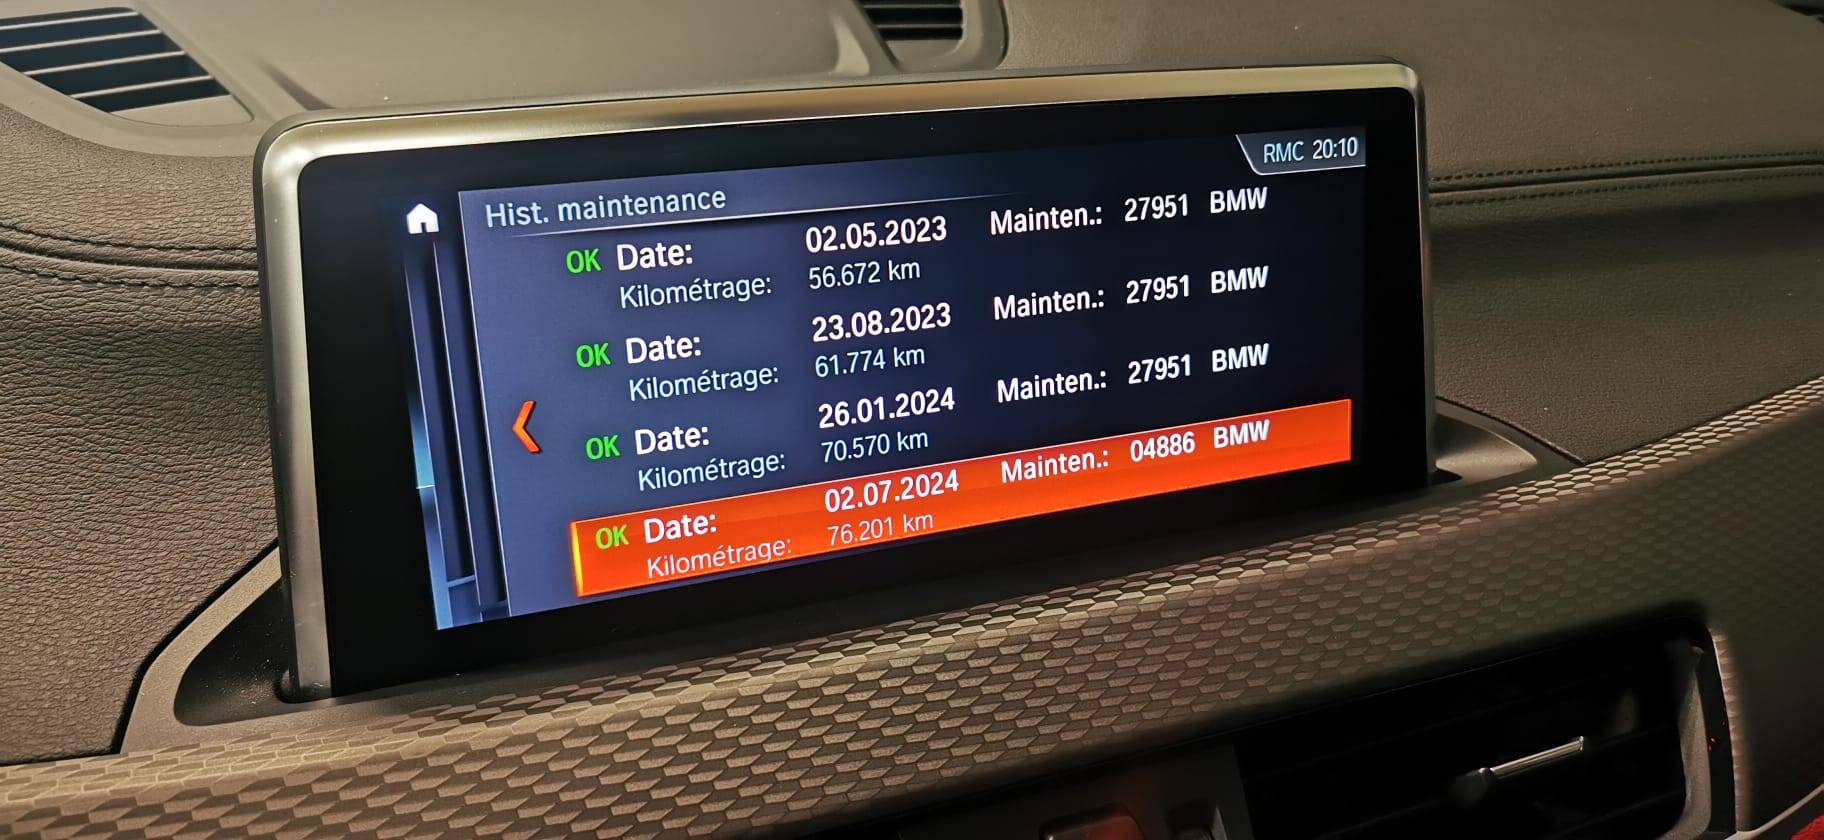 RMC 20:10
Hist. maintenance
OK Date: 02.05.2023 Mainten.: 27951 BMW
Kilométrage: 56.672 km
OK Date: 23.08.2023 Mainten.: 27951 BMW
Kilométrage: 61.774 km
OK Date: 26.01.2024 Mainten.: 27951 BMW
Kilométrage: 70.570 km
OK Date: 02.07.2024 Mainten.: 04886 BMW
Kilométrage: 76.201 km